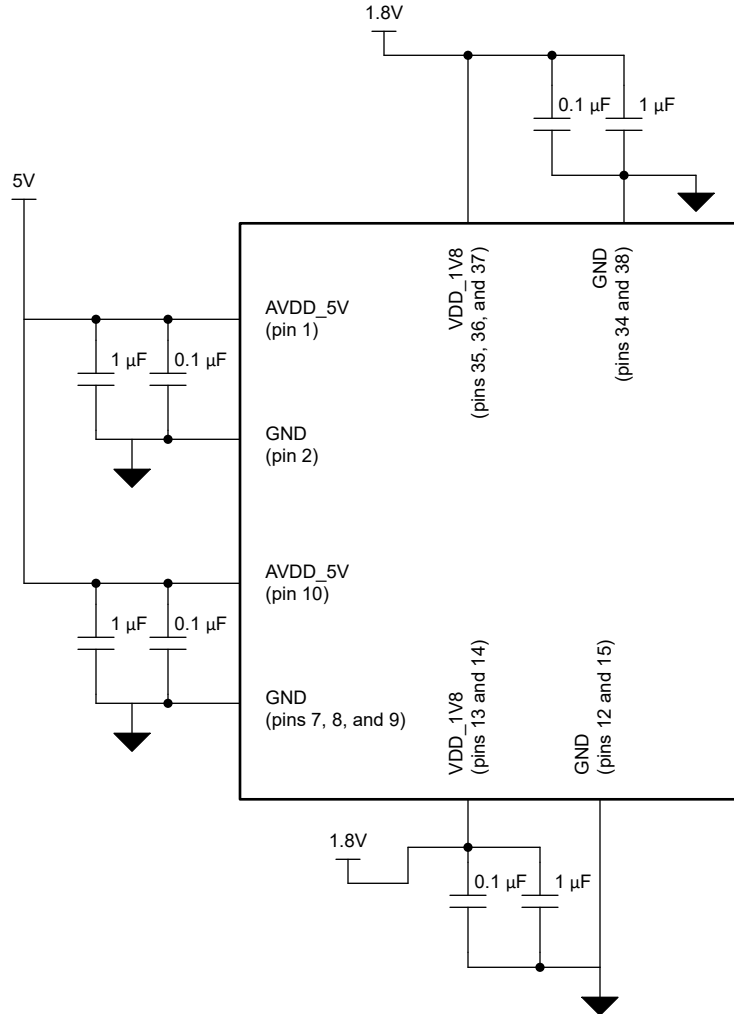 1.8V
0.1 µF
1 µF
5V
VDD_1V8
(pins 35, 36, and 37)
GND
(pins 34 and 38)
AVDD_5V
(pin 1)
1 µF
0.1 µF
GND
(pin 2)
AVDD_5V
(pin 10)
1 µF
0.1 µF
GND
(pins 7, 8, and 9)
VDD_1V8
(pins 13 and 14)
GND
(pins 12 and 15)
1.8V
0.1 µF
1 µF